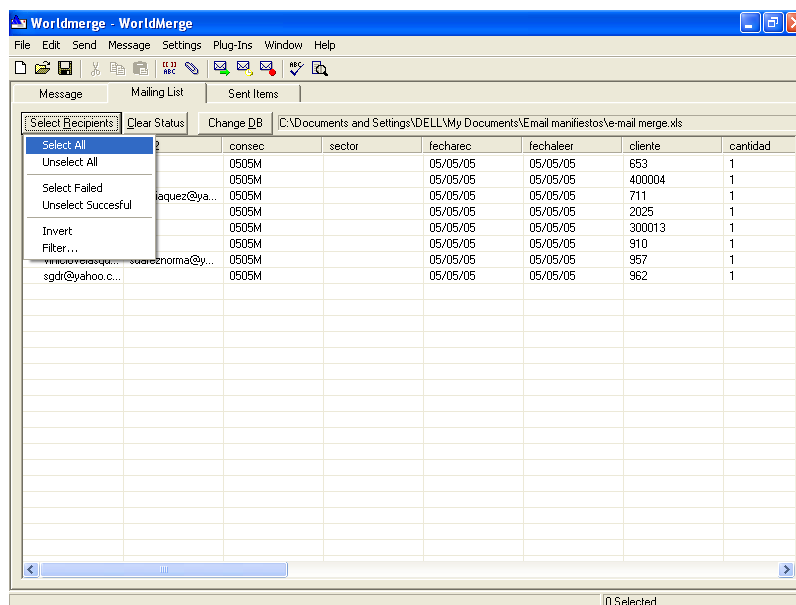 Worldmerge - WorldMerge
File Edit Send Message Settings Plug-Ins Window Help
Message Mailing List Sent Items
Select Recipients Clear Status Change DB C:\Documents and Settings\DELL\My Documents\Email manifiestos\e-mail merge.xls
Select All
Unselect All
Select Failed
Unselect Succesful
Invert
Filter...
2 consec sector fecharec fechaleer cliente cantidad
0505M 05/05/05 05/05/05 653 1
0505M 05/05/05 05/05/05 400004 1
iaquez@ya... 0505M 05/05/05 05/05/05 711 1
0505M 05/05/05 05/05/05 2025 1
0505M 05/05/05 05/05/05 300013 1
0505M 05/05/05 05/05/05 910 1
viniciovelasqu... suareznorma@y... 0505M 05/05/05 05/05/05 957 1
sgdr@yahoo.c... 0505M 05/05/05 05/05/05 962 1
0 Selected